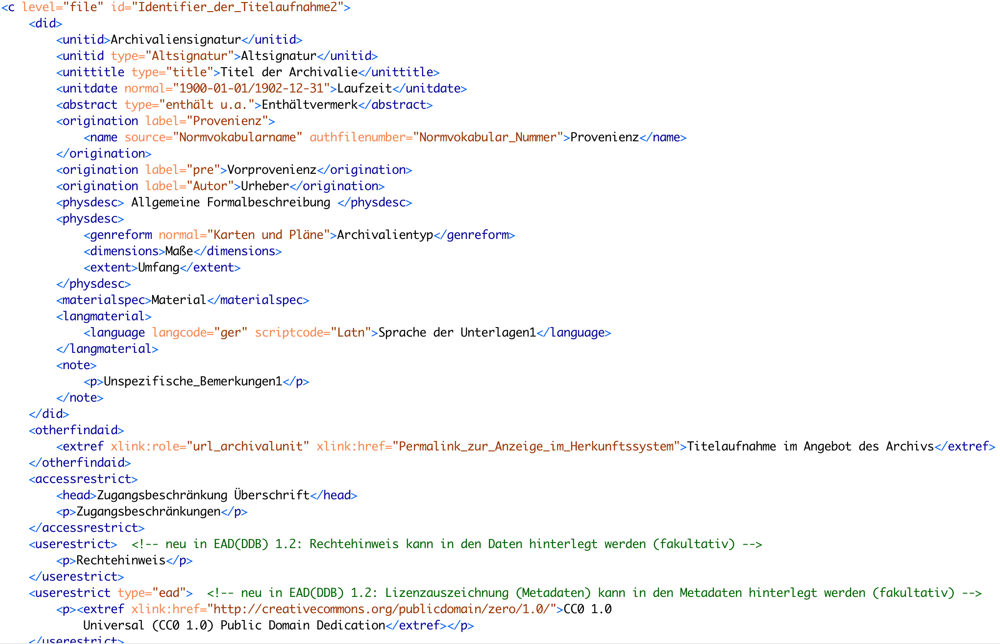 <c level="file" id="Identifier_der_Titelaufnahme2">
    <did>
        <unitid>Archivaliensignatur</unitid>
        <unitid type="Altsignatur">Altsignatur</unitid>
        <unittitle type="title">Titel der Archivalie</unittitle>
        <unitdate normal="1900-01-01/1902-12-31">Laufzeit</unitdate>
        <abstract type="enthält u.a.">Enthältvermerk</abstract>
        <origination label="Provenienz">
            <name source="Normvokabularname" authfilenumber="Normvokabular_Nummer">Provenienz</name>
        </origination>
        <origination label="pre">Vorprovenienz</origination>
        <origination label="Autor">Urheber</origination>
        <physdesc> Allgemeine Formalbeschreibung </physdesc>
        <physdesc>
            <genreform normal="Karten und Pläne">Archivalientyp</genreform>
            <dimensions>Maße</dimensions>
            <extent>Umfang</extent>
        </physdesc>
        <materialspec>Material</materialspec>
        <langmaterial>
            <language langcode="ger" scriptcode="Latn">Sprache der Unterlagen1</language>
        </langmaterial>
        <note>
            <p>Unspezifische_Bemerkungen1</p>
        </note>
    </did>
    <otherfindaid>
        <extref xlink:role="url_archivalunit" xlink:href="Permalink_zur_Anzeige_im_Herkunftssystem">Titelaufnahme im Angebot des Archivs</extref>
    </otherfindaid>
    <accessrestrict>
        <head>Zugangsbeschränkung Überschrift</head>
        <p>Zugangsbeschränkungen</p>
    </accessrestrict>
    <userestrict>  <!-- neu in EAD(DDB) 1.2: Rechtehinweis kann in den Daten hinterlegt werden (fakultativ) -->
        <p>Rechtehinweis</p>
    </userestrict>
    <userestrict type="ead">  <!-- neu in EAD(DDB) 1.2: Lizenzauszeichnung (Metadaten) kann in den Metadaten hinterlegt werden (fakultativ) -->
        <p><extref xlink:href="http://creativecommons.org/publicdomain/zero/1.0/">CC0 1.0
            Universal (CC0 1.0) Public Domain Dedication</extref></p>
    </userestrict>